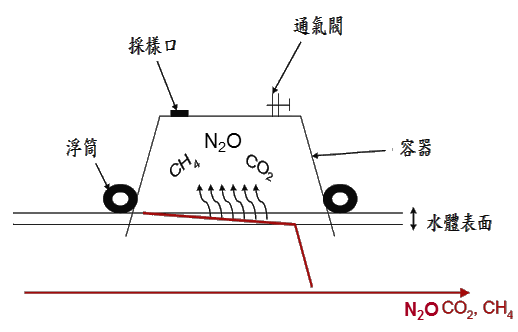 通氣閥
採樣口
N₂O
浮筒
CH₄
CO₂
容器
水體表面
N₂O CO₂, CH₄